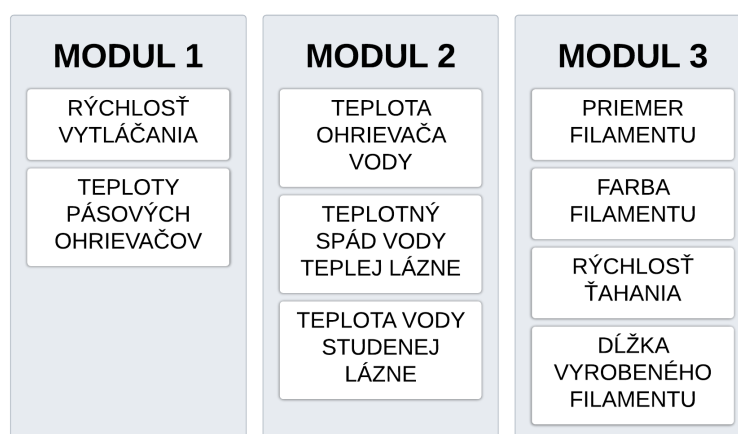 MODUL 1
RÝCHLOSŤ
VYTLÁČANIA
TEPLOTY
PÁSOVÝCH
OHRIEVAČOV
MODUL 2
TEPLOTA
OHRIEVAČA
VODY
TEPLOTNÝ
SPÁD VODY
TEPLEJ LÁZNE
TEPLOTA VODY
STUDENEJ
LÁZNE
MODUL 3
PRIEMER
FILAMENTU
FARBA
FILAMENTU
RÝCHLOSŤ
ŤAHANIA
DĹŽKA
VYROBENÉHO
FILAMENTU